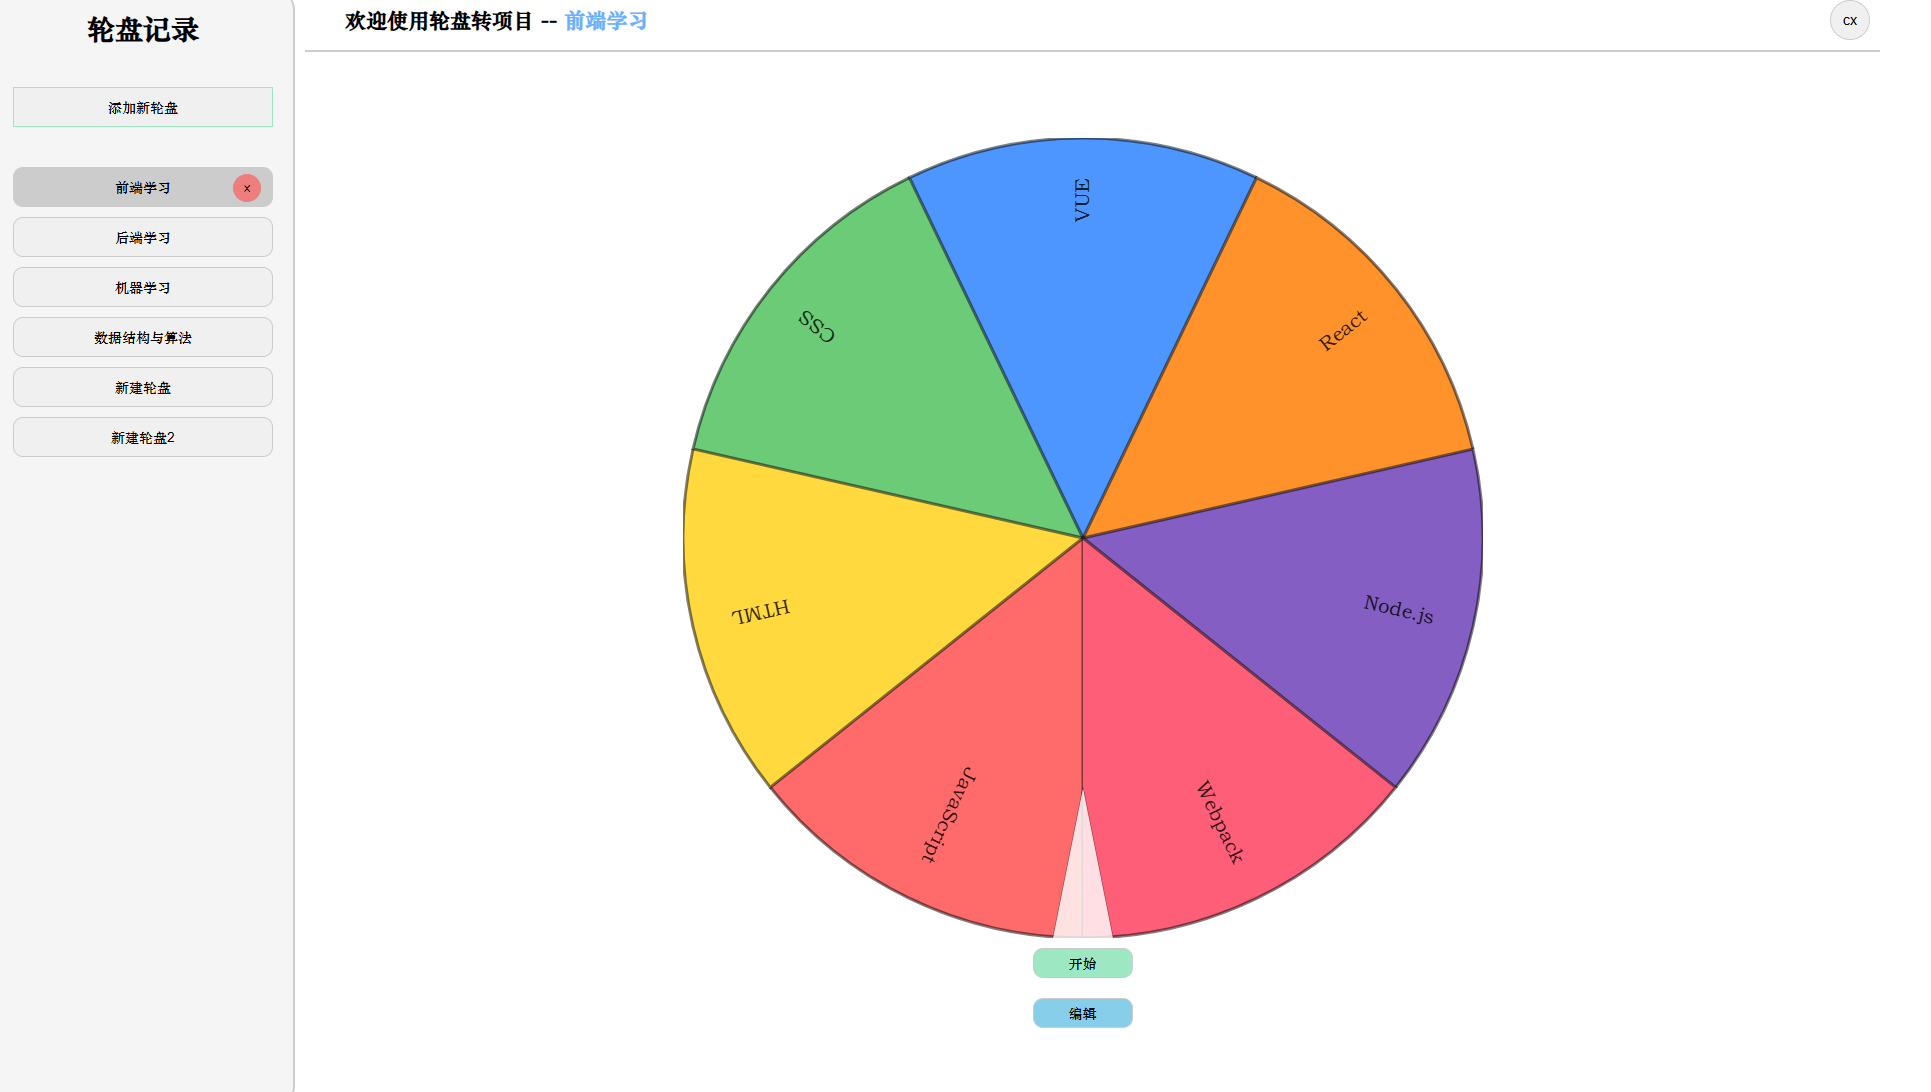 轮盘记录
添加新轮盘
前端学习 x
后端学习
机器学习
数据结构与算法
新建轮盘
新建轮盘2
欢迎使用轮盘转项目 -- 前端学习
cx
VUE
React
CSS
HTML
Node.js
JavaScript
Webpack
开始
编辑